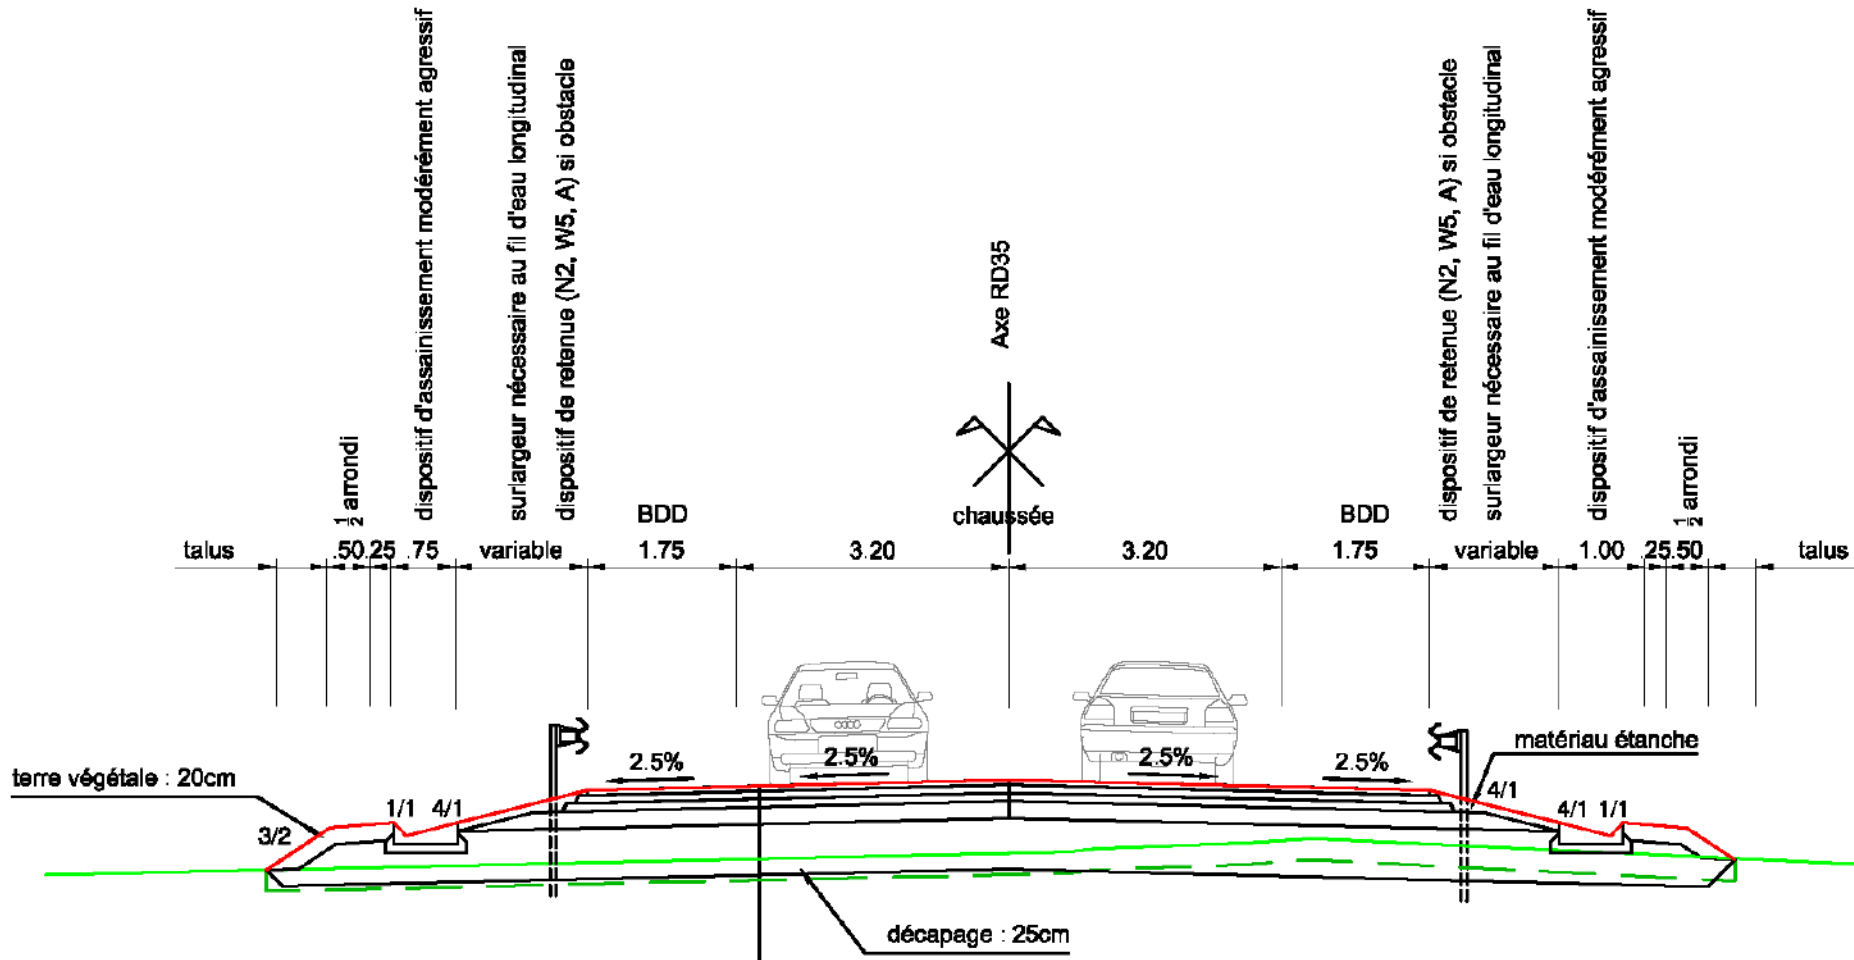 dispositif d'assainissement modérément agressif
surlargeur nécessaire au fil d'eau longitudinal
dispositif de retenue (N2, W5, A) si obstacle
dispositif de retenue (N2, W5, A) si obstacle
surlargeur nécessaire au fil d'eau longitudinal
dispositif d'assainissement modérément agressif
Axe RD35
½ arrondi
½ arrondi
BDD
chaussée
BDD
talus
.50
.25
.75
variable
1.75
3.20
3.20
1.75
variable
1.00
.25
.50
talus
2.5%
2.5%
2.5%
2.5%
matériau étanche
terre végétale : 20cm
3/2
1/1
4/1
4/1
4/1
1/1
décapage : 25cm